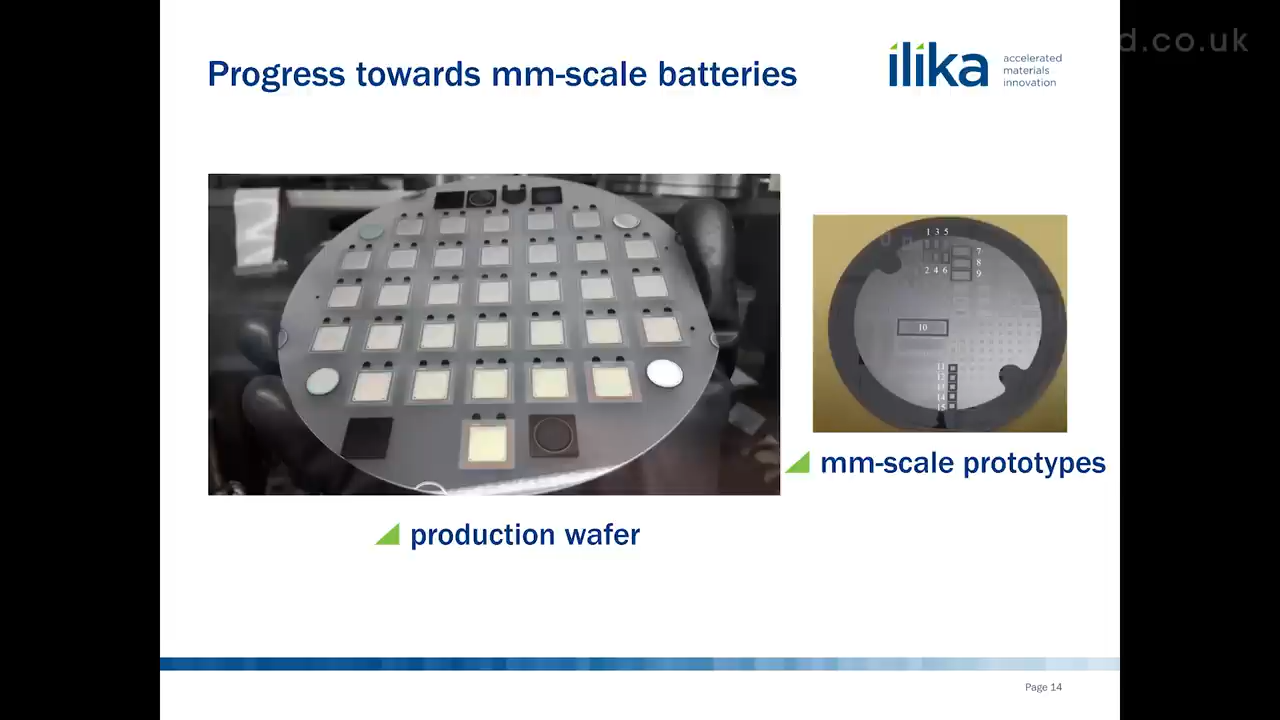 d.co.uk
Progress towards mm-scale batteries
ilika
accelerated
materials
innovation
1 3 5
2 4 6
7
8
9
10
11
12
13
14
15
mm-scale prototypes
production wafer
Page 14